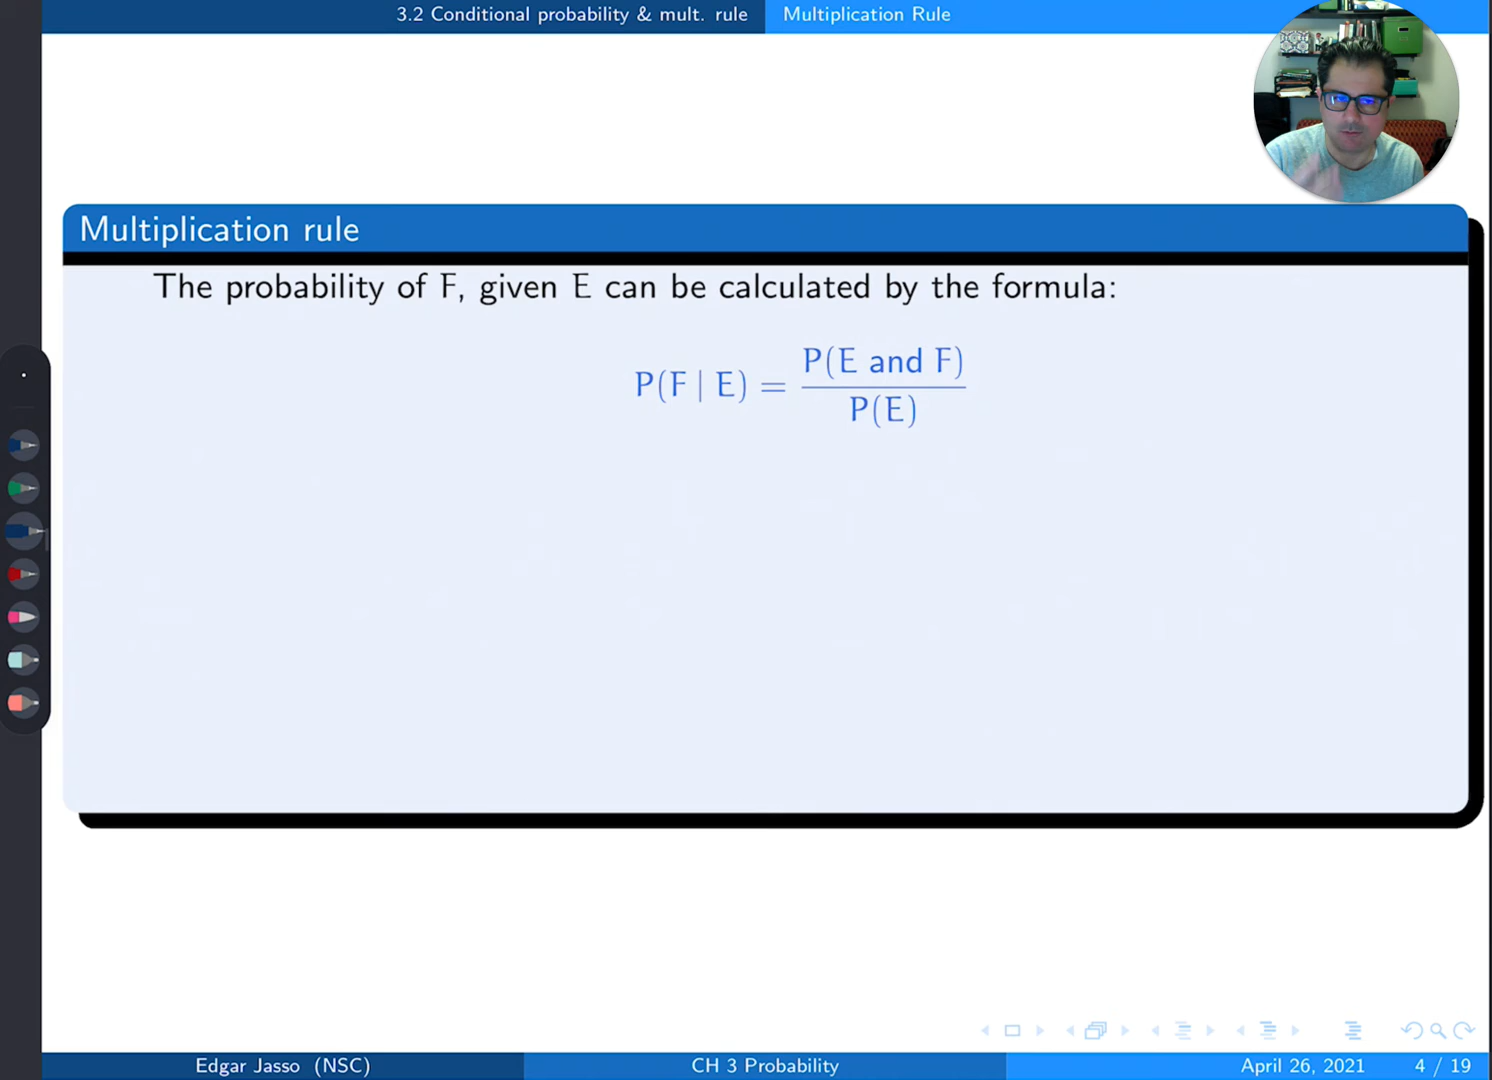 3.2 Conditional probability & mult. rule
Multiplication Rule
Multiplication rule
The probability of F, given E can be calculated by the formula:
P(F | E) = P(E and F) / P(E)
Edgar Jasso (NSC)
CH 3 Probability
April 26, 2021
4 / 19